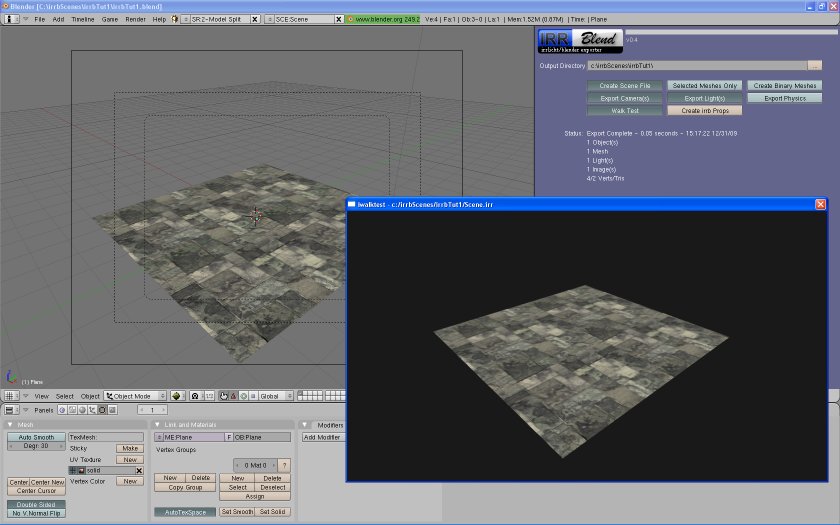 Blender [C:\irrbScenes\irrbTut1\irrbTut1.blend]
File Add Timeline Game Render Help SR:2-Model Split SCE:Scene www.blender.org 249.2 Ve:4 | Fa:1 | Ob:3-0 | La:1 | Mem:1.52M (0.87M) | Time: | Plane
IRR Blend
irrlicht/blender exporter
v0.4
Output Directory c:\irrbScenes\irrbTut1\ ...
Create Scene File Selected Meshes Only Create Binary Meshes
Export Camera(s) Export Light(s) Export Physics
Walk Test Create irrb Props
Status: Export Complete - 0.05 seconds - 15:17:22 12/31/09
1 Object(s)
1 Mesh
1 Light(s)
1 Image(s)
4/2 Verts/Tris
iwalktest - c:/irrbScenes/irrbTut1/Scene.irr
(1) Plane
View Select Object Object Mode Global
Panels 1
Mesh
Auto Smooth
Degr: 30
TexMesh:
Sticky Make
UV Texture New
solid
Vertex Color New
Center Center New
Center Cursor
Double Sided
No V.Normal Flip
Link and Materials
ME:Plane F OB:Plane
Vertex Groups
0 Mat 0 ?
New Delete New Delete
Copy Group Select Deselect
Assign
AutoTexSpace Set Smooth Set Solid
Modifiers
Add Modifier